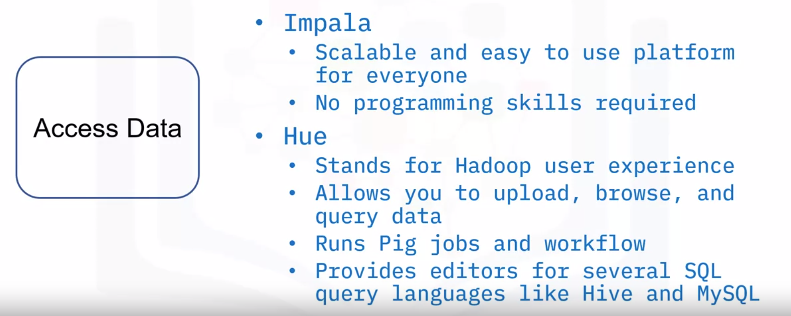 Access Data
• Impala
• Scalable and easy to use platform
for everyone
• No programming skills required
• Hue
• Stands for Hadoop user experience
• Allows you to upload, browse, and
query data
• Runs Pig jobs and workflow
• Provides editors for several SQL
query languages like Hive and MySQL